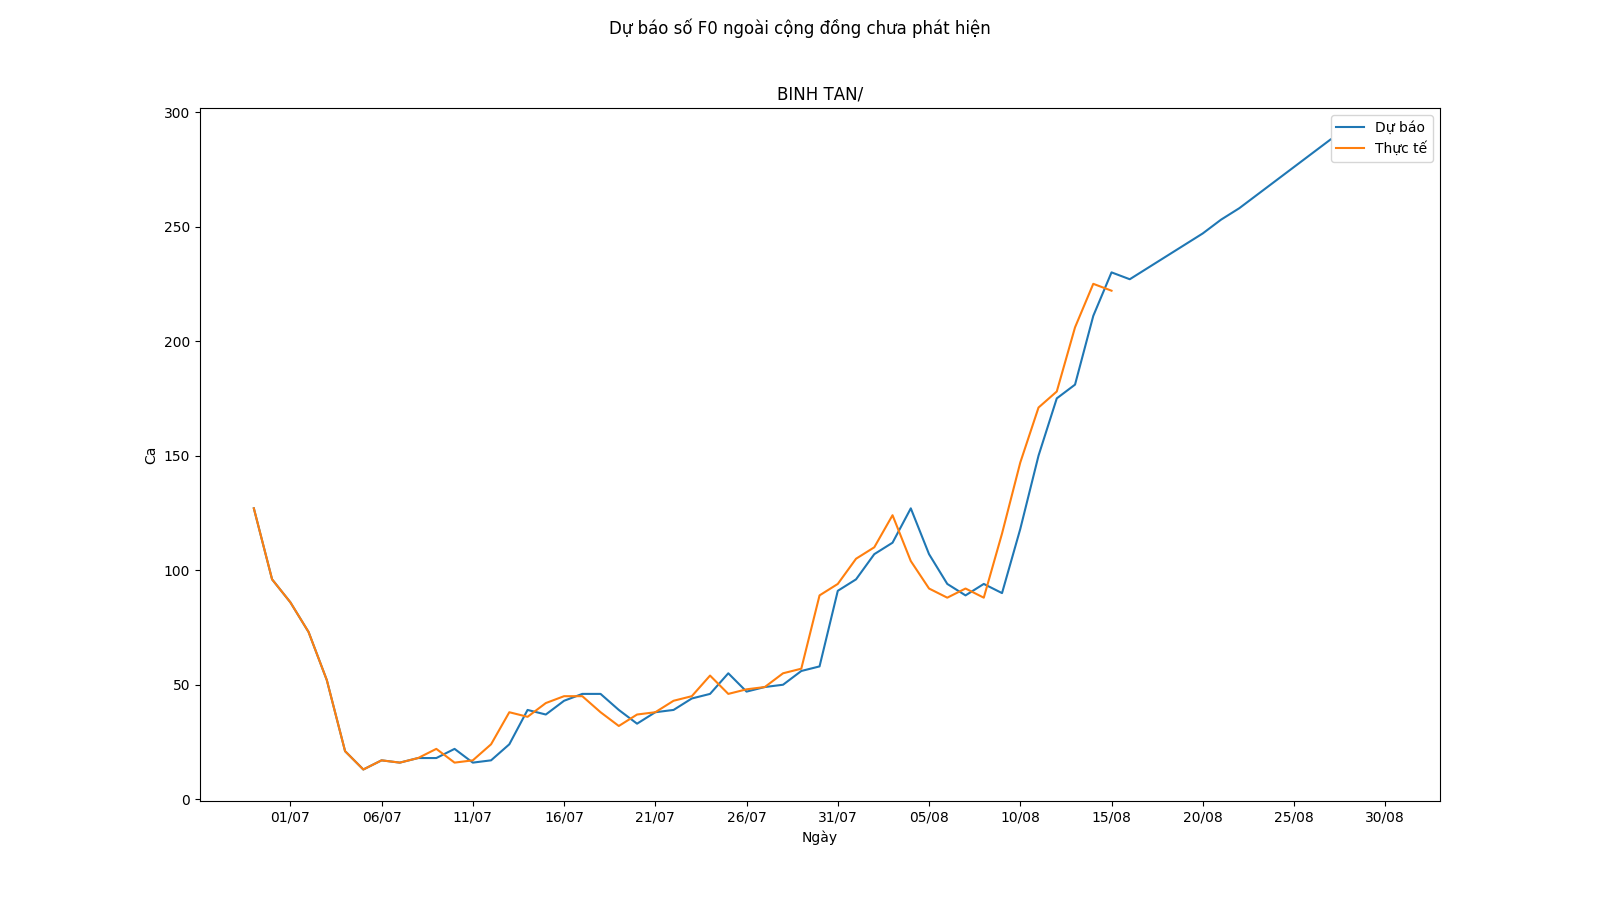 Dự báo số F0 ngoài cộng đồng chưa phát hiện
BINH TAN/
300
250
200
150
100
50
0
Ca
Dự báo
Thực tế
01/07 06/07 11/07 16/07 21/07 26/07 31/07 05/08 10/08 15/08 20/08 25/08 30/08
Ngày